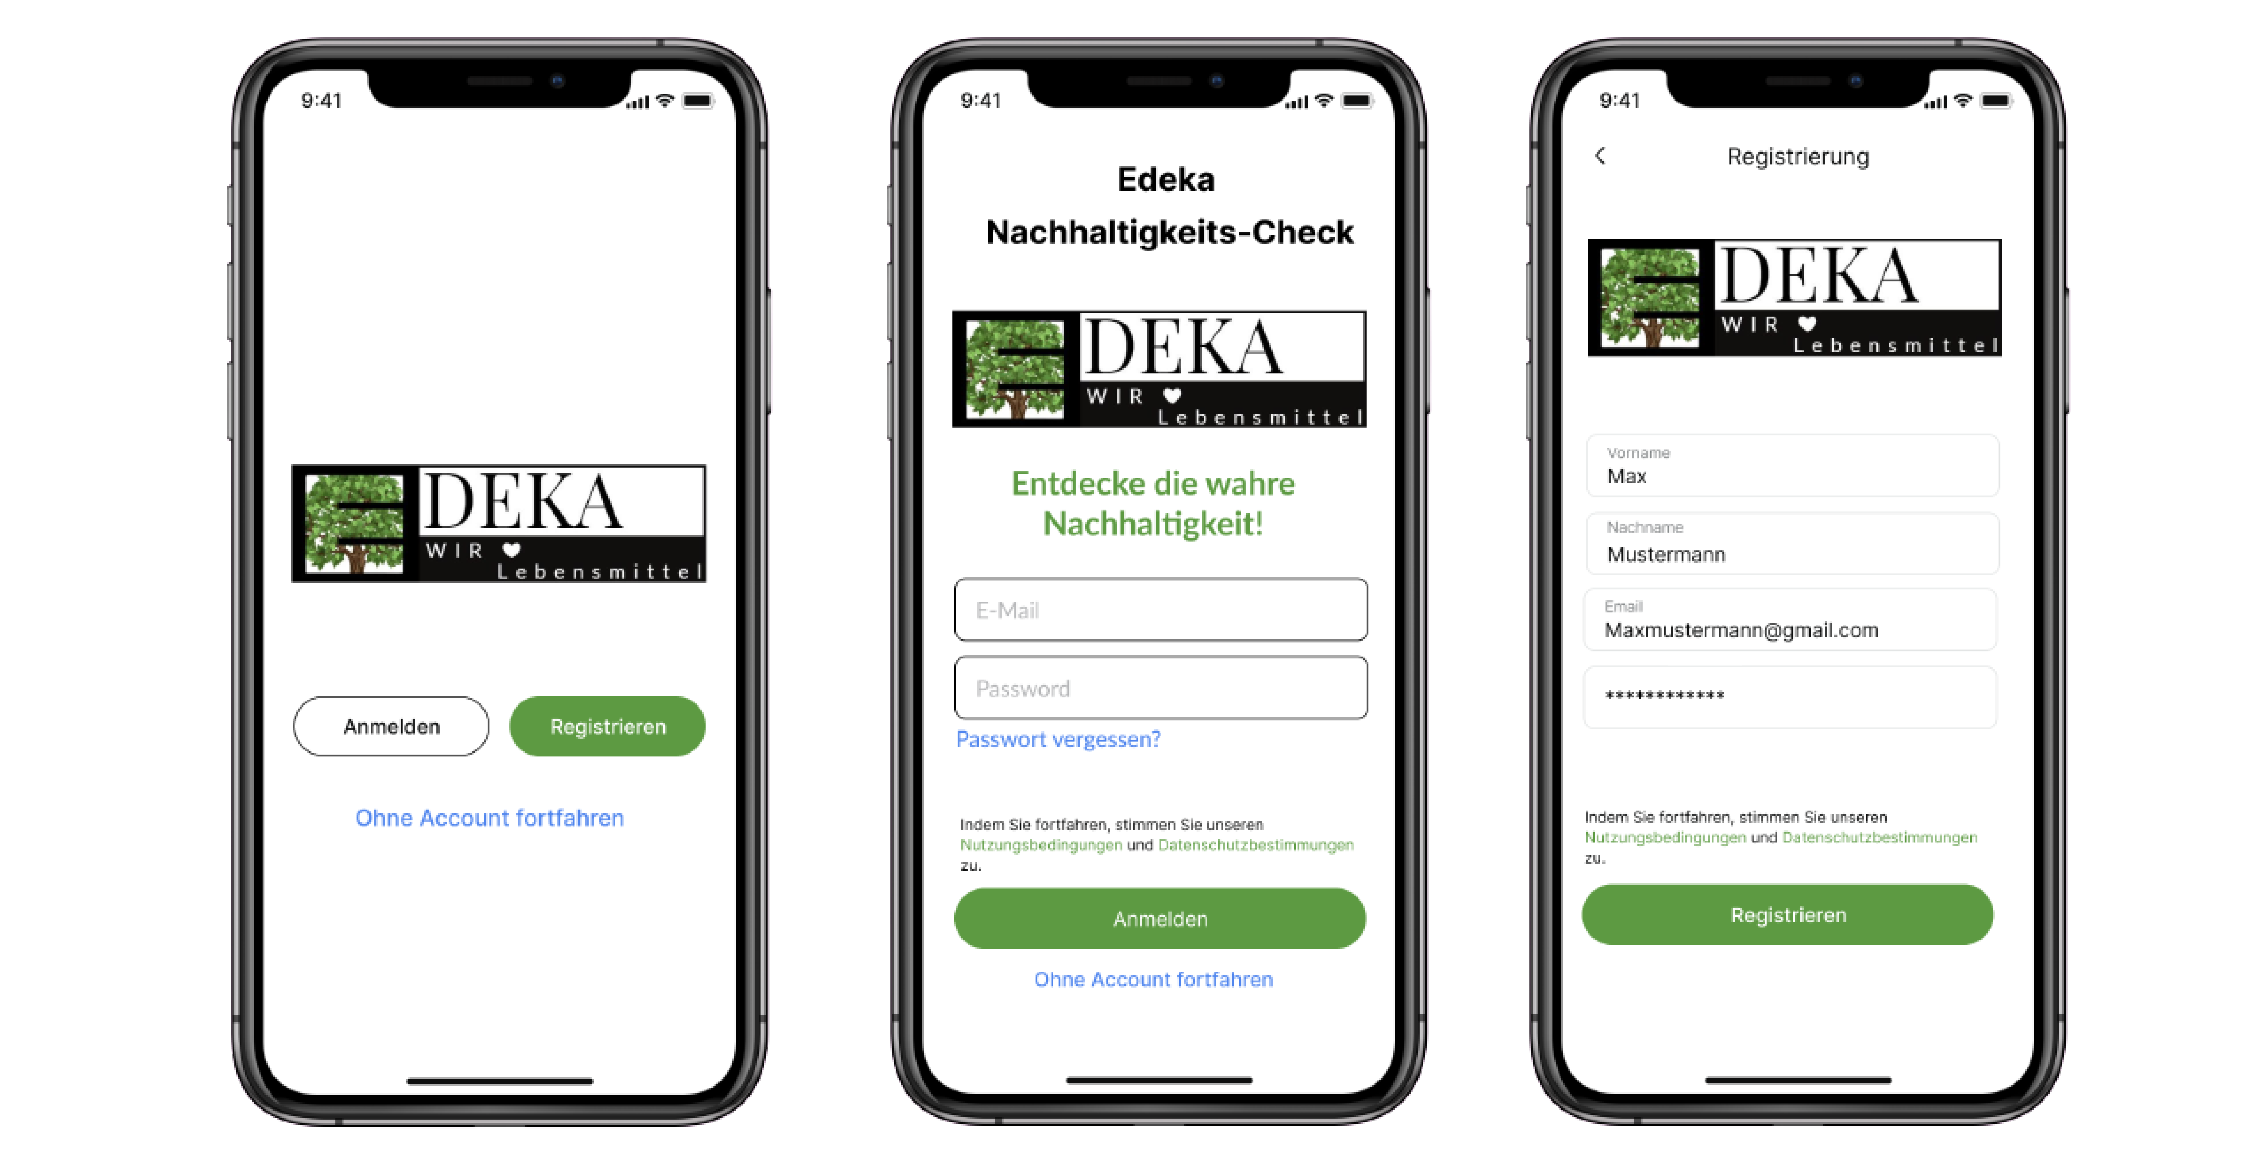 9:41
EDEKA
WIR
Lebensmittel
Anmelden
Registrieren
Ohne Account fortfahren
9:41
Edeka
Nachhaltigkeits-Check
EDEKA
WIR
Lebensmittel
Entdecke die wahre
Nachhaltigkeit!
E-Mail
Password
Passwort vergessen?
Indem Sie fortfahren, stimmen Sie unseren
Nutzungsbedingungen und Datenschutzbestimmungen
zu.
Anmelden
Ohne Account fortfahren
9:41
Registrierung
EDEKA
WIR
Lebensmittel
Vorname
Max
Nachname
Mustermann
Email
Maxmustermann@gmail.com
************
Indem Sie fortfahren, stimmen Sie unseren
Nutzungsbedingungen und Datenschutzbestimmungen
zu.
Registrieren